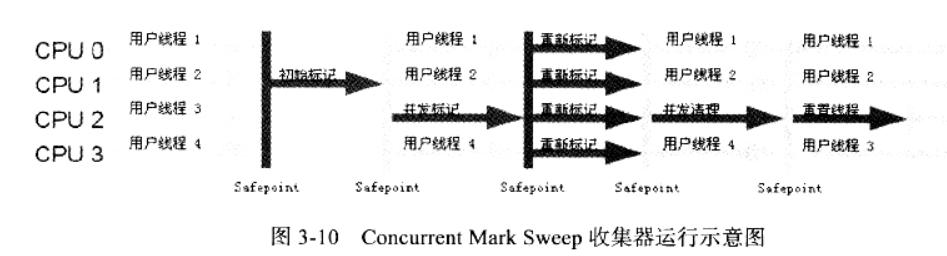 CPU 0 用户线程 1 用户线程 1 重新标记 用户线程 1 用户线程 1
CPU 1 用户线程 2 初始标记 用户线程 2 重新标记 用户线程 2 用户线程 2
CPU 2 用户线程 3 并发标记 重新标记 并发清理 重置线程
CPU 3 用户线程 4 用户线程 4 重新标记 用户线程 4 用户线程 3
Safepoint Safepoint Safepoint Safepoint Safepoint
图 3-10 Concurrent Mark Sweep 收集器运行示意图